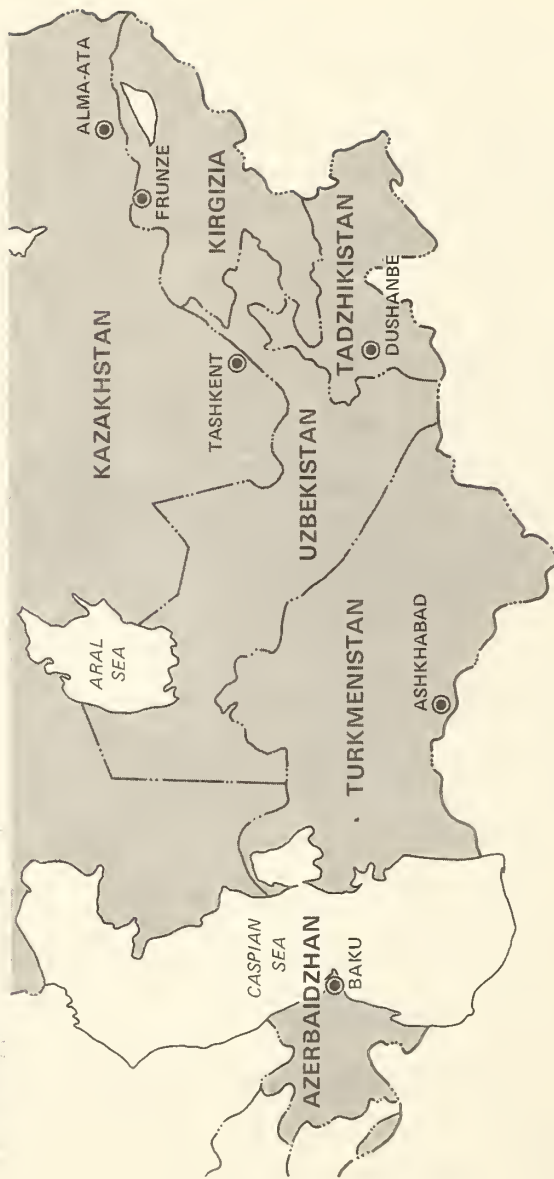 KAZAKHSTAN
ALMA-ATA
FRUNZE
KIRGIZIA
TASHKENT
UZBEKISTAN
TADZHIKISTAN
DUSHANBE
ARAL
SEA
TURKMENISTAN
ASHKHABAD
CASPIAN
SEA
AZERBAIDZHAN
BAKU